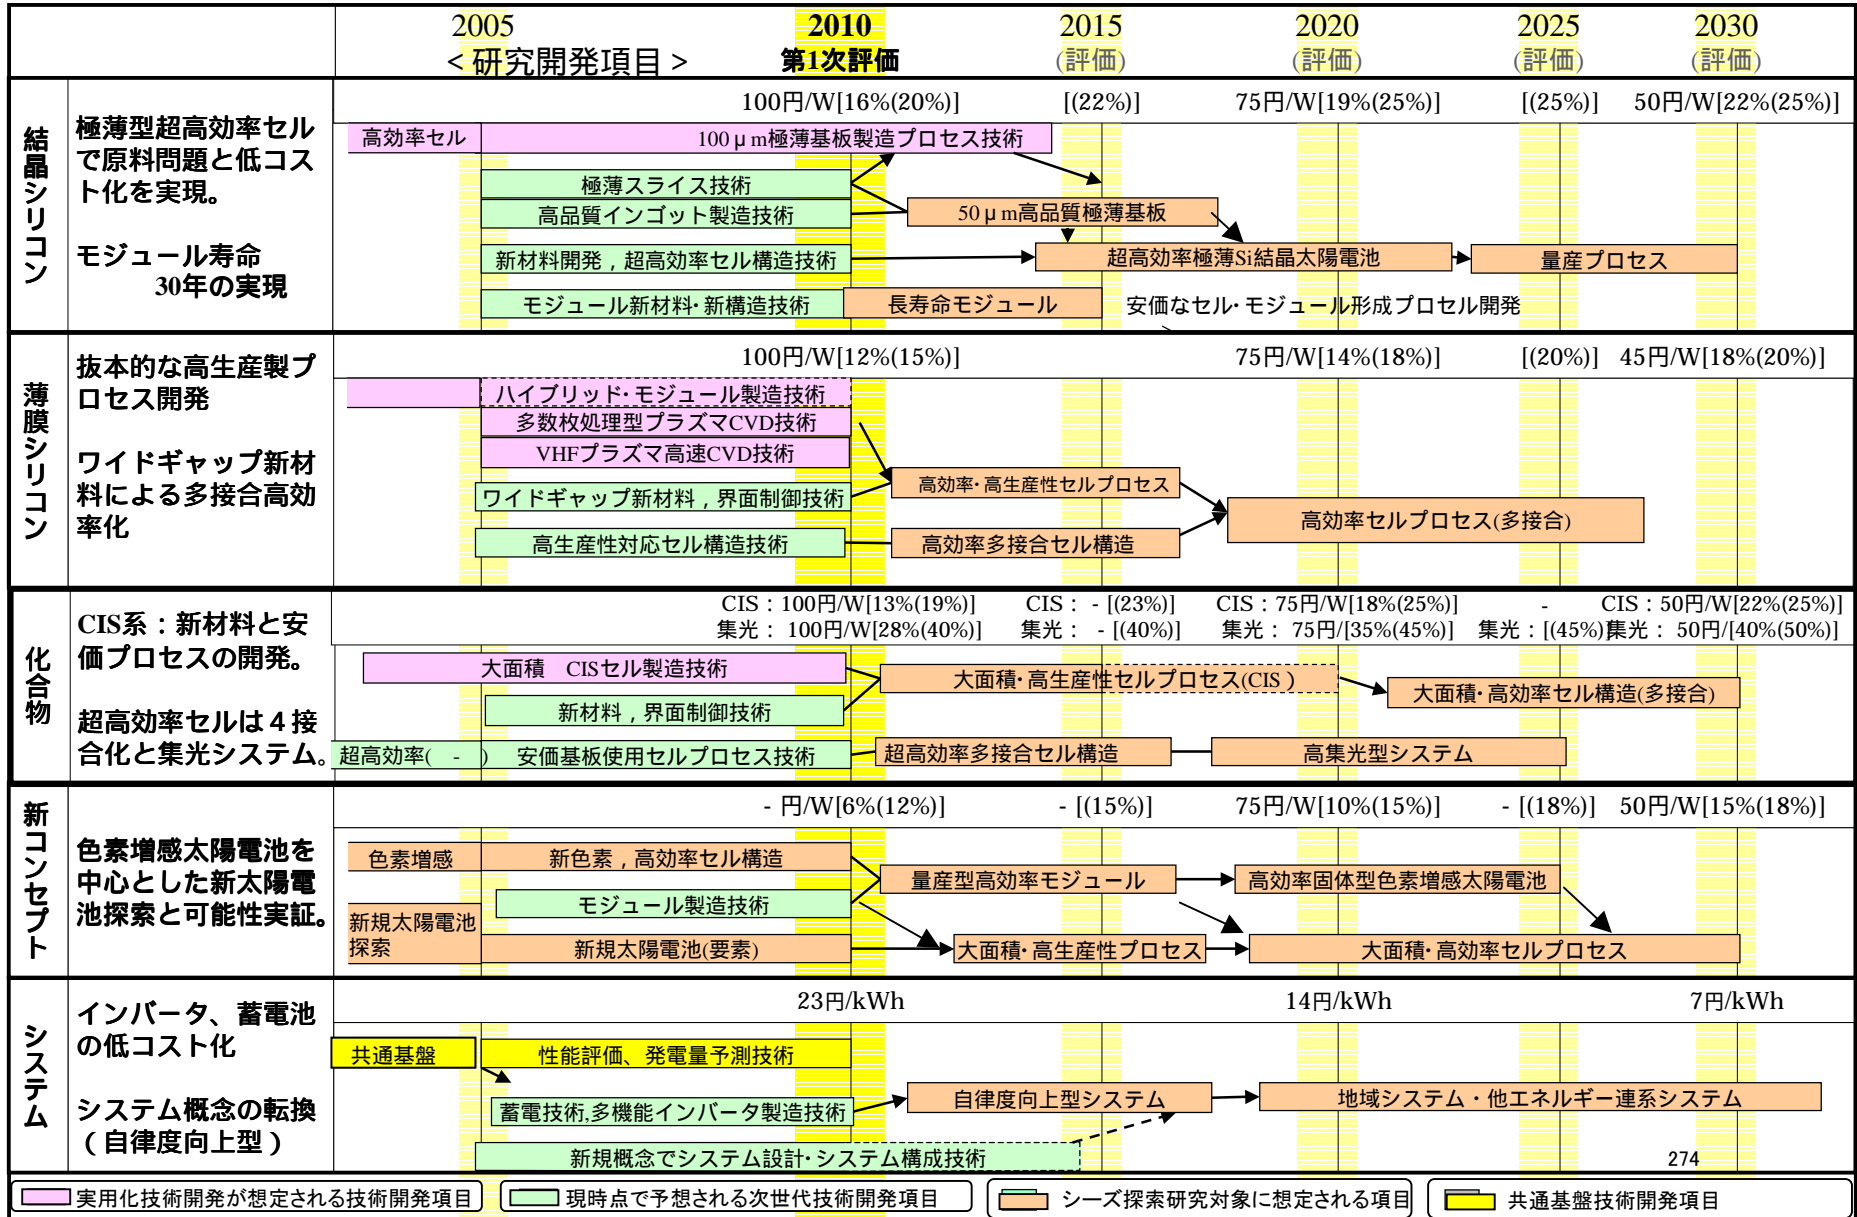 2005 2010 2015 2020 2025 2030
＜研究開発項目＞ 第1次評価 (評価) (評価) (評価) (評価)
結晶シリコン
極薄型超高効率セル
で原料問題と低コス
ト化を実現。
モジュール寿命
30年の実現
100円/W[16%(20%)] [(22%)] 75円/W[19%(25%)] [(25%)] 50円/W[22%(25%)]
高効率セル 100μm極薄基板製造プロセス技術
極薄スライス技術
高品質インゴット製造技術 50μm高品質極薄基板
新材料開発，超高効率セル構造技術 超高効率極薄Si結晶太陽電池 量産プロセス
モジュール新材料・新構造技術 長寿命モジュール 安価なセル・モジュール形成プロセル開発
薄膜シリコン
抜本的な高生産製プ
ロセス開発
ワイドギャップ新材
料による多接合高効
率化
100円/W[12%(15%)] 75円/W[14%(18%)] [(20%)] 45円/W[18%(20%)]
ハイブリッド・モジュール製造技術
多数枚処理型プラズマCVD技術
VHFプラズマ高速CVD技術
ワイドギャップ新材料，界面制御技術 高効率・高生産性セルプロセス
高効率セルプロセス(多接合)
高生産性対応セル構造技術 高効率多接合セル構造
化合物
CIS系：新材料と安
価プロセスの開発。
超高効率セルは４接
合化と集光システム。
CIS：100円/W[13%(19%)] CIS： - [(23%)] CIS：75円/W[18%(25%)] - CIS：50円/W[22%(25%)]
集光： 100円/W[28%(40%)] 集光： - [(40%)] 集光： 75円/[35%(45%)] 集光：[(45%)] 集光： 50円/[40%(50%)]
大面積　CISセル製造技術 大面積・高生産性セルプロセス(CIS） 大面積・高効率セル構造(多接合)
新材料，界面制御技術
超高効率( - ) 安価基板使用セルプロセス技術 超高効率多接合セル構造 高集光型システム
新コンセプト
色素増感太陽電池を
中心とした新太陽電
池探索と可能性実証。
- 円/W[6%(12%)] - [(15%)] 75円/W[10%(15%)] - [(18%)] 50円/W[15%(18%)]
色素増感 新色素，高効率セル構造
量産型高効率モジュール 高効率固体型色素増感太陽電池
モジュール製造技術
新規太陽電池
探索
新規太陽電池(要素) 大面積・高生産性プロセス 大面積・高効率セルプロセス
システム
インバータ、蓄電池
の低コスト化
システム概念の転換
（自律度向上型）
23円/kWh 14円/kWh 7円/kWh
共通基盤 性能評価、発電量予測技術
蓄電技術,多機能インバータ製造技術 自律度向上型システム 地域システム・他エネルギー連系システム
新規概念でシステム設計・システム構成技術
274
実用化技術開発が想定される技術開発項目 現時点で予想される次世代技術開発項目 シーズ探索研究対象に想定される項目 共通基盤技術開発項目